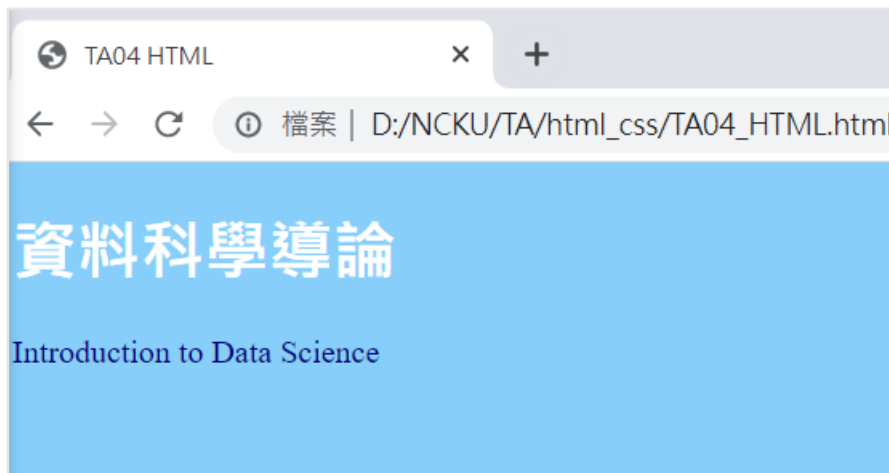 TA04 HTML
檔案 | D:/NCKU/TA/html_css/TA04_HTML.html
資料科學導論
Introduction to Data Science